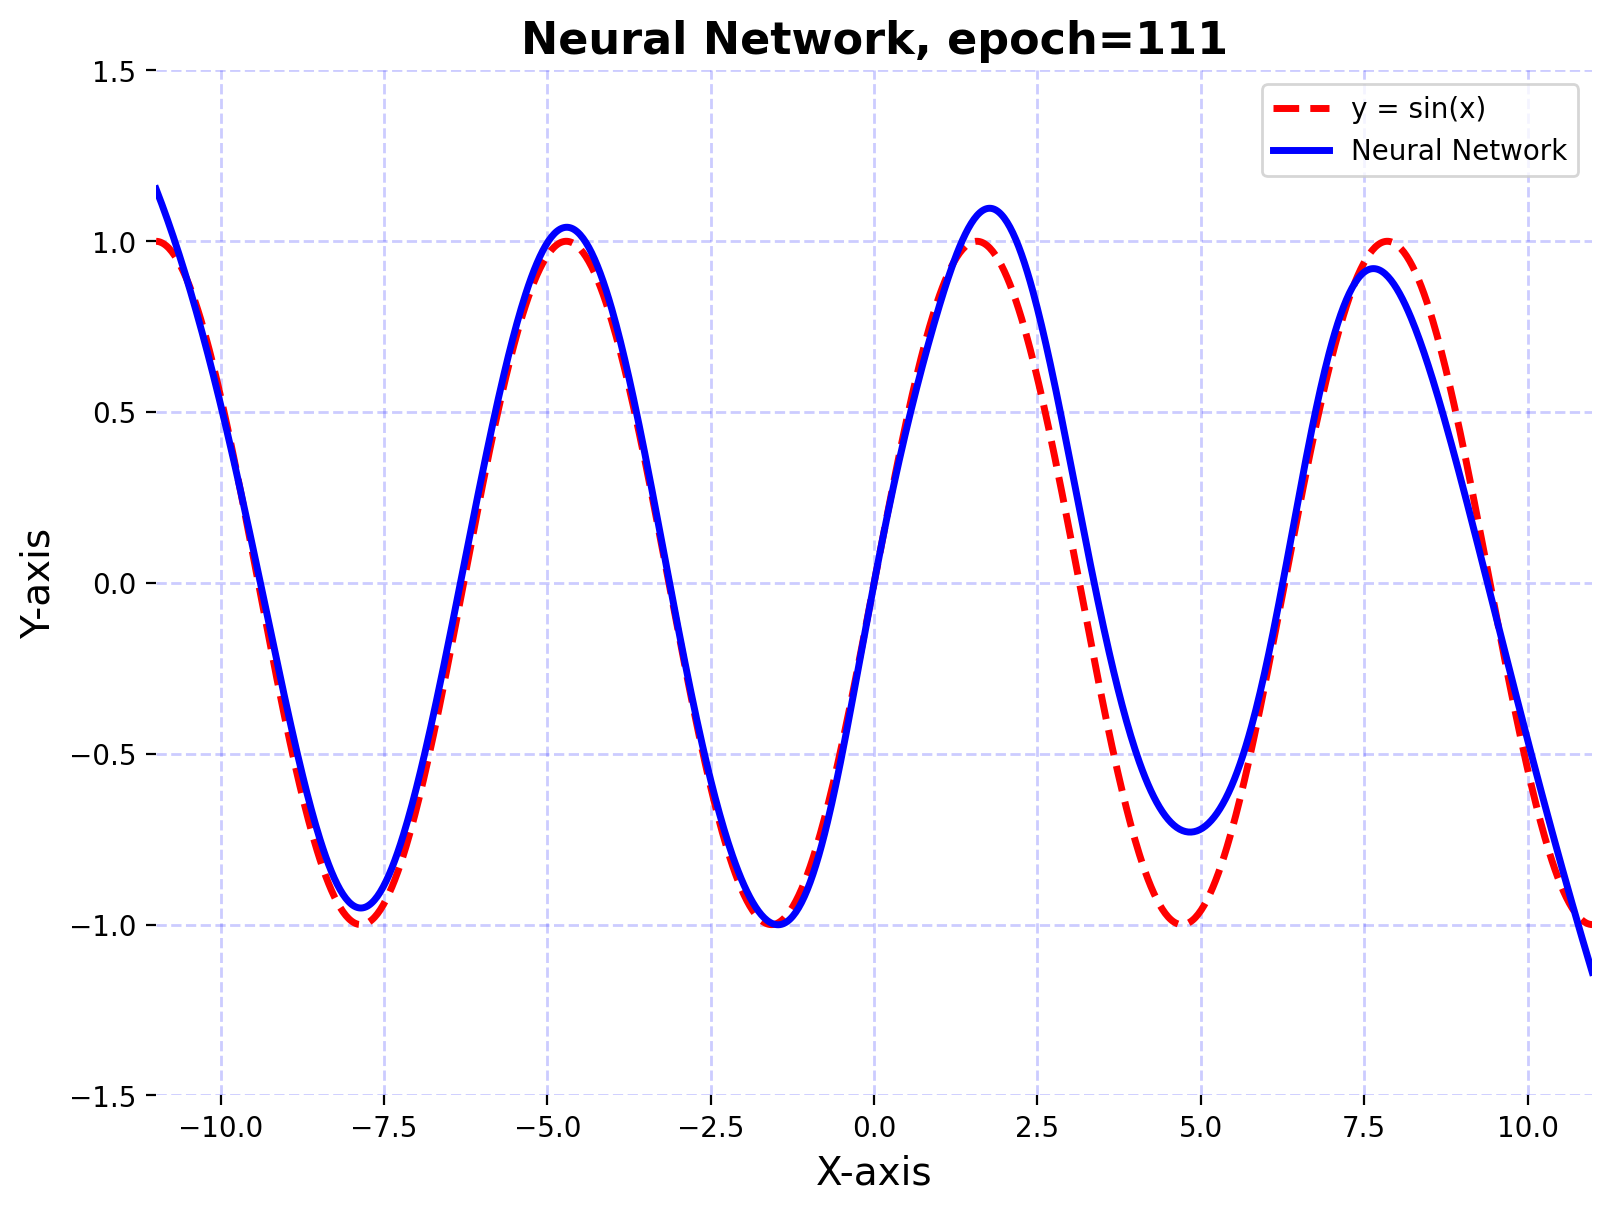 Neural Network, epoch=111
1.5
1.0
0.5
0.0
−0.5
−1.0
−1.5
Y-axis
y = sin(x)
Neural Network
−10.0 −7.5 −5.0 −2.5 0.0 2.5 5.0 7.5 10.0
X-axis